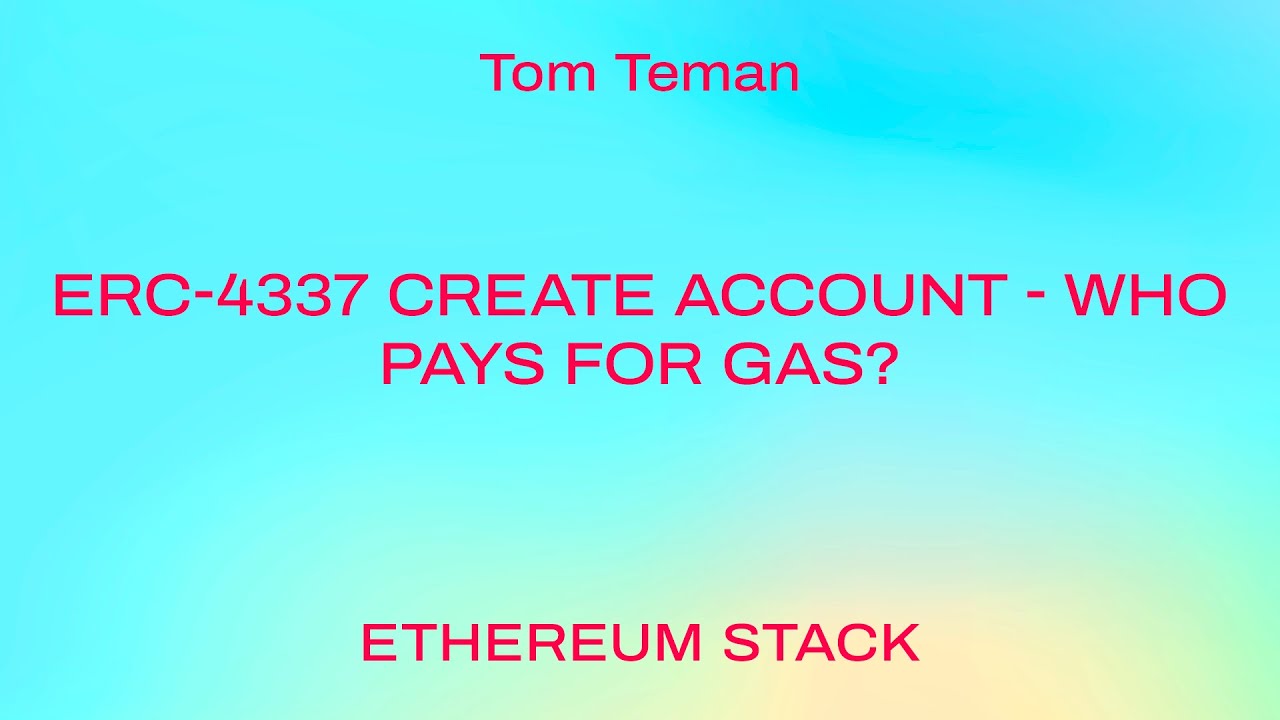 Tom Teman
ERC-4337 CREATE ACCOUNT - WHO
PAYS FOR GAS?
ETHEREUM STACK